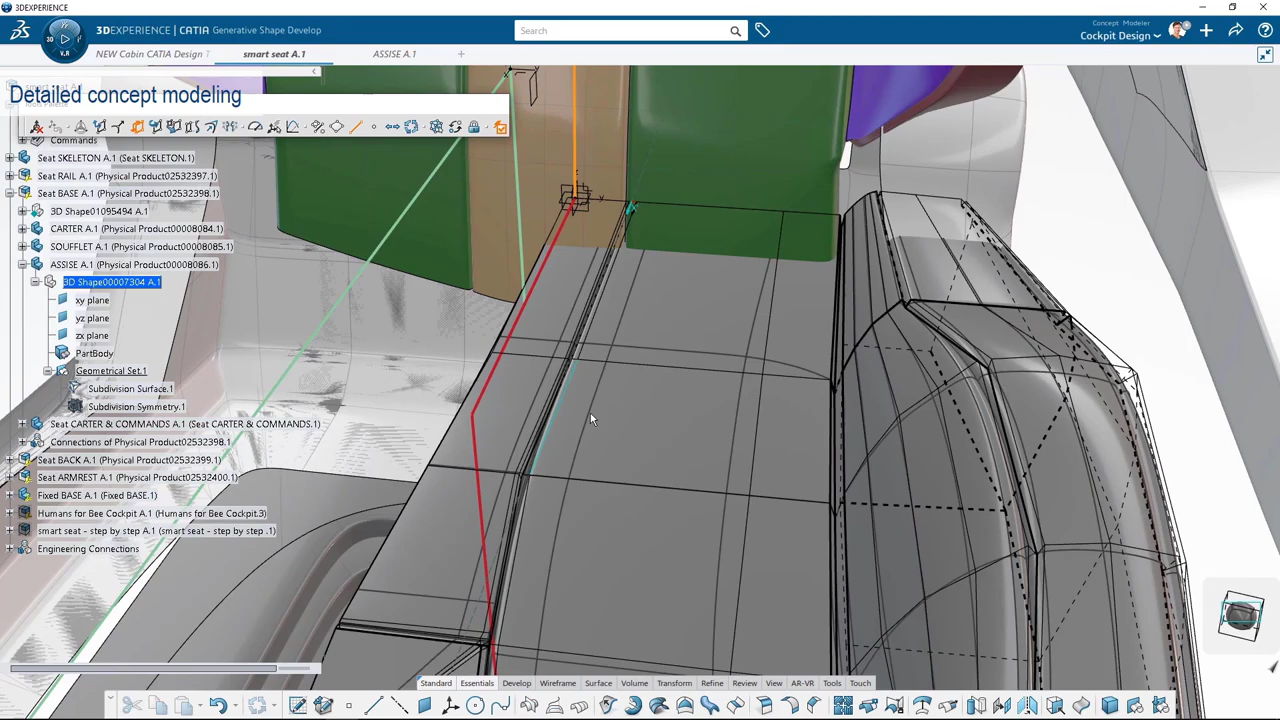 3DEXPERIENCE
3DEXPERIENCE | CATIA Generative Shape Develop
3D
V.R
Search
Concept Modeler
Cockpit Design
NEW Cabin CATIA Design T
smart seat A.1
ASSISE A.1
Detailed concept modeling
Commands
Seat SKELETON A.1 (Seat SKELETON.1)
Seat RAIL A.1 (Physical Product02532397.1)
Seat BASE A.1 (Physical Product02532398.1)
3D Shape01095494 A.1
CARTER A.1 (Physical Product00008084.1)
SOUFFLET A.1 (Physical Product00008085.1)
ASSISE A.1 (Physical Product00008086.1)
3D Shape00007304 A.1
xy plane
yz plane
zx plane
PartBody
Geometrical Set.1
Subdivision Surface.1
Subdivision Symmetry.1
Seat CARTER & COMMANDS A.1 (Seat CARTER & COMMANDS.1)
Connections of Physical Product02532398.1
Seat BACK A.1 (Physical Product02532399.1)
Seat ARMREST A.1 (Physical Product02532400.1)
Fixed BASE A.1 (Fixed BASE.1)
Humans for Bee Cockpit A.1 (Humans for Bee Cockpit.3)
smart seat - step by step A.1 (smart seat - step by step .1)
Engineering Connections
Standard Essentials Develop Wireframe Surface Volume Transform Refine Review View AR-VR Tools Touch